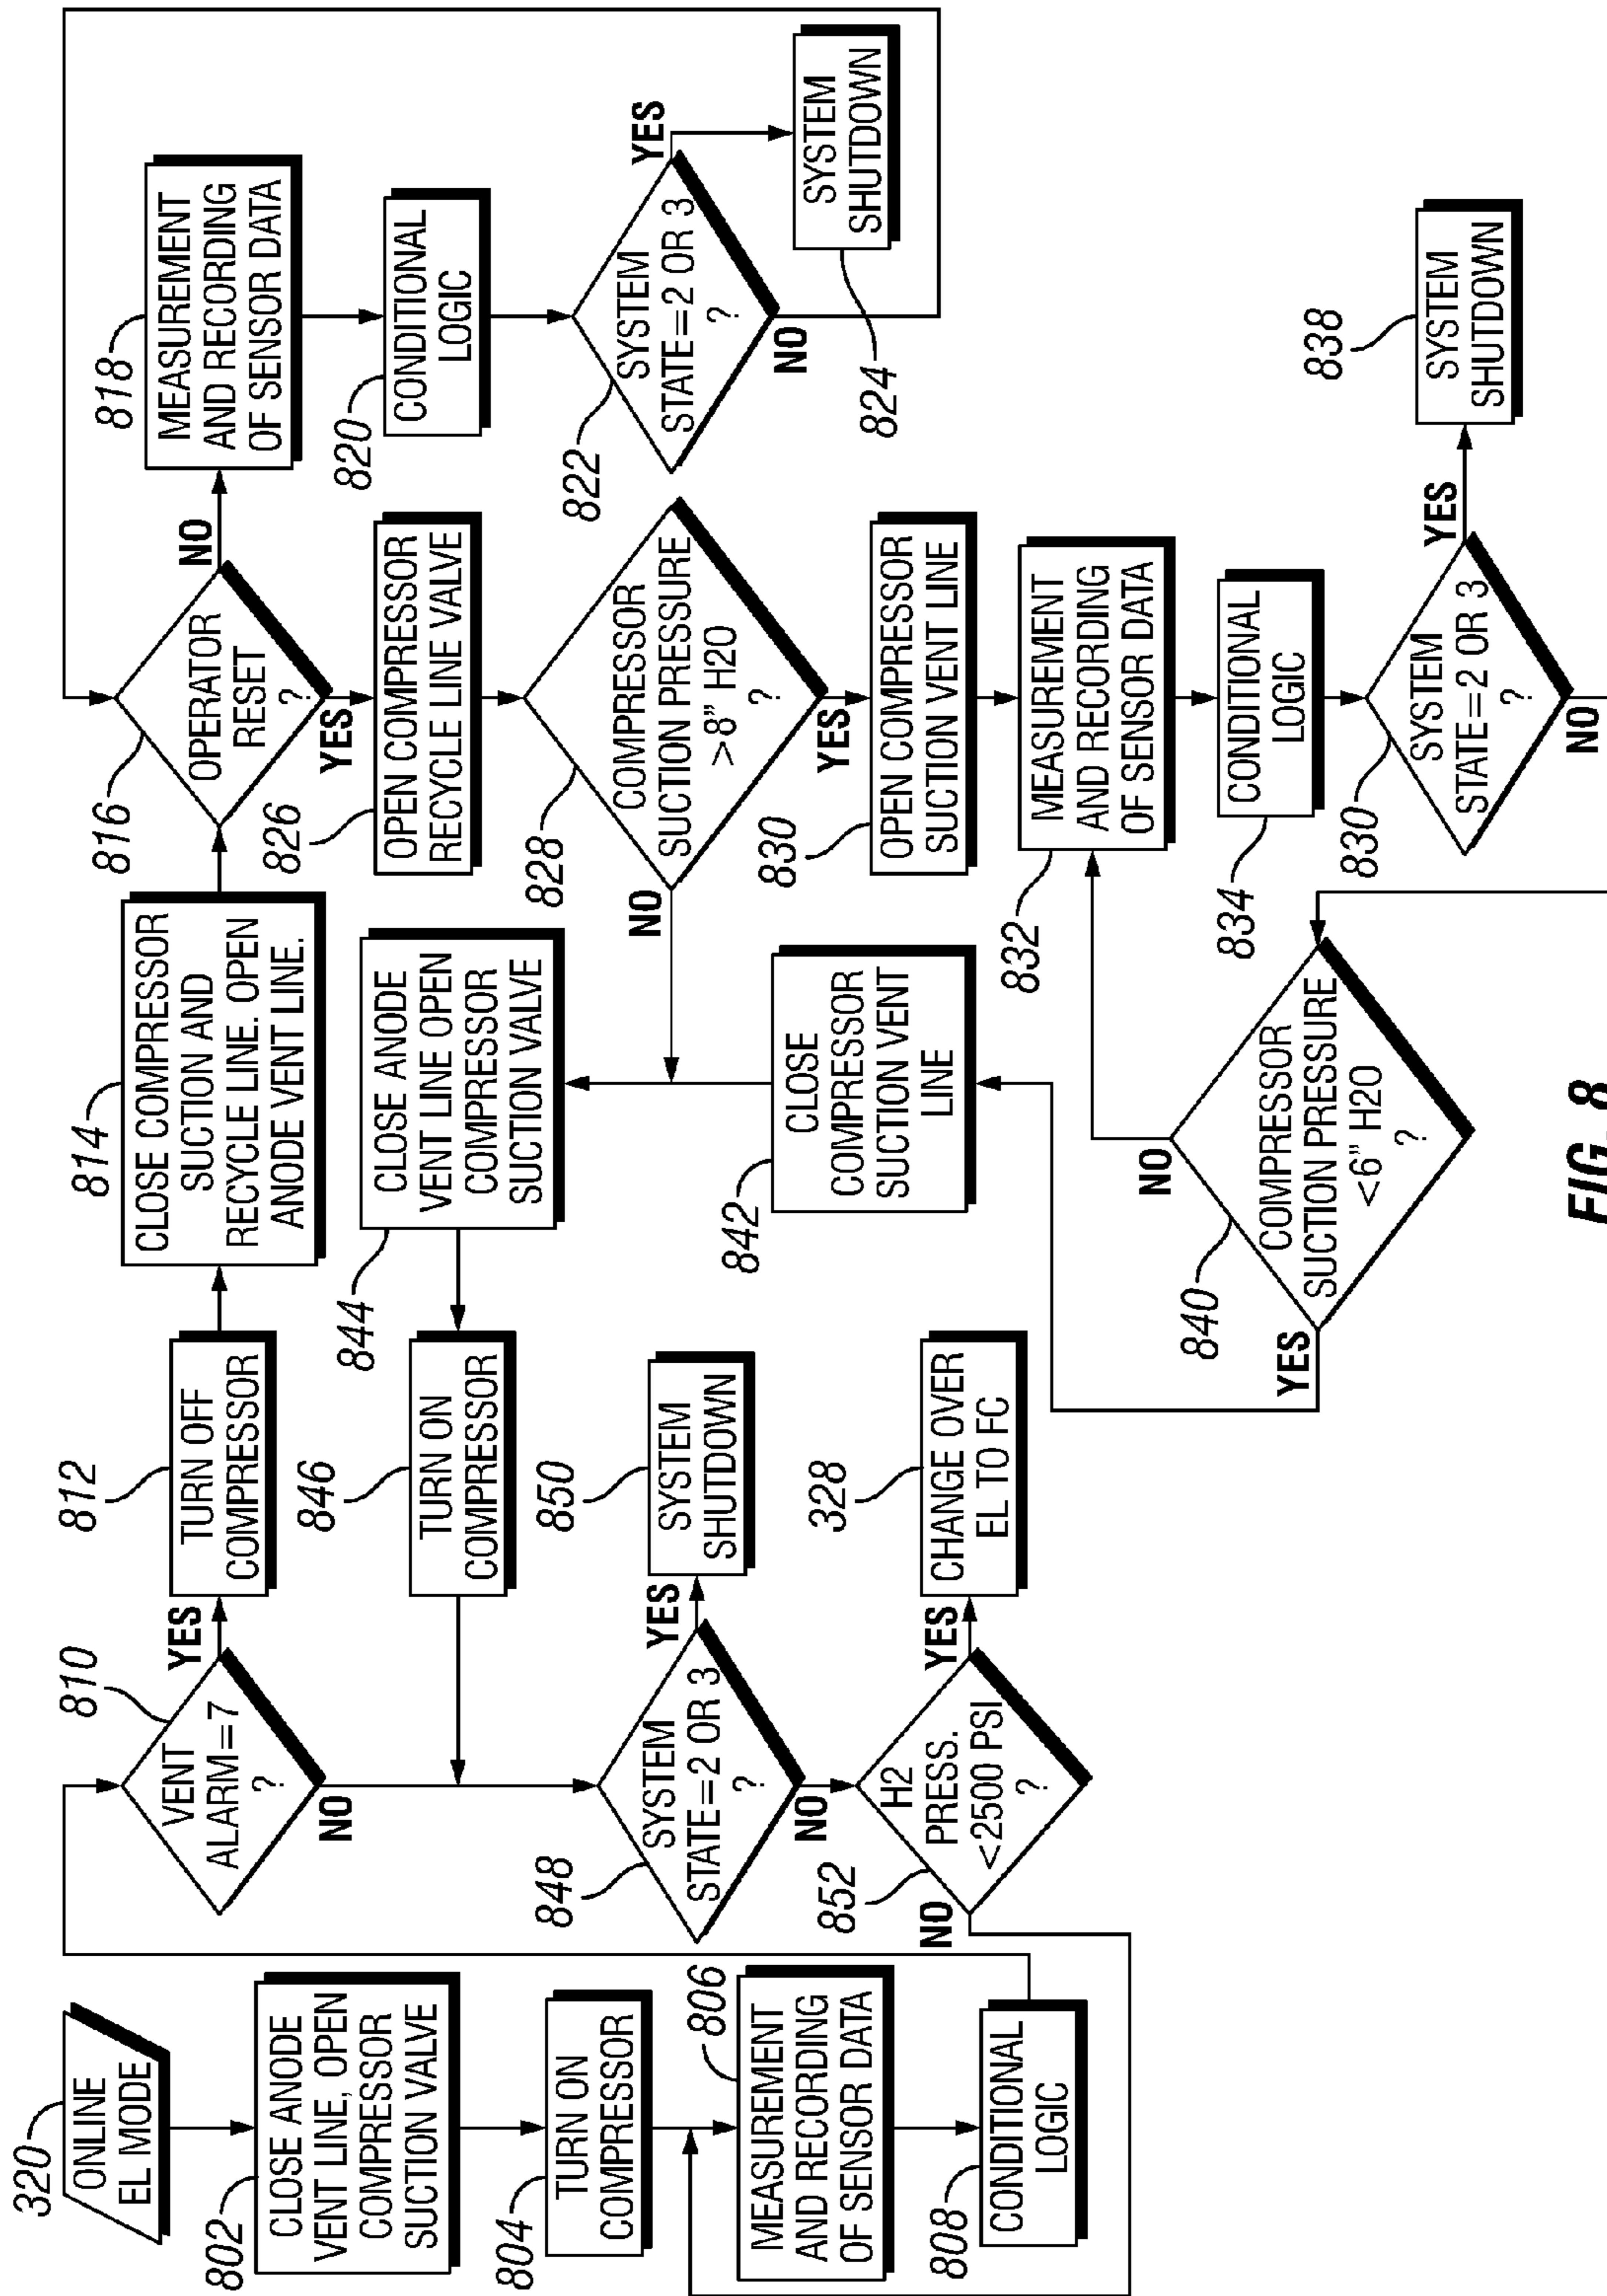 320
ONLINE
EL MODE
802
CLOSE ANODE
VENT LINE, OPEN
COMPRESSOR
SUCTION VALVE
804
TURN ON
COMPRESSOR
806
MEASUREMENT
AND RECORDING
OF SENSOR DATA
808
CONDITIONAL
LOGIC
810
VENT
ALARM=7
?
YES
NO
812
TURN OFF
COMPRESSOR
814
CLOSE COMPRESSOR
SUCTION AND
RECYCLE LINE. OPEN
ANODE VENT LINE.
816
OPERATOR
RESET
?
NO
YES
818
MEASUREMENT
AND RECORDING
OF SENSOR DATA
820
CONDITIONAL
LOGIC
822
SYSTEM
STATE=2 OR 3
?
YES
NO
824
SYSTEM
SHUTDOWN
826
OPEN COMPRESSOR
RECYCLE LINE VALVE
828
COMPRESSOR
SUCTION PRESSURE
>8" H2O
?
NO
YES
830
OPEN COMPRESSOR
SUCTION VENT LINE
832
MEASUREMENT
AND RECORDING
OF SENSOR DATA
834
CONDITIONAL
LOGIC
830
SYSTEM
STATE=2 OR 3
?
YES
NO
838
SYSTEM
SHUTDOWN
840
COMPRESSOR
SUCTION PRESSURE
<6" H2O
?
NO
YES
842
CLOSE
COMPRESSOR
SUCTION VENT
LINE
844
CLOSE ANODE
VENT LINE OPEN
COMPRESSOR
SUCTION VALVE
846
TURN ON
COMPRESSOR
848
SYSTEM
STATE=2 OR 3
?
YES
NO
850
SYSTEM
SHUTDOWN
852
H2
PRESS.
<2500 PSI
?
YES
NO
328
CHANGE OVER
EL TO FC
FIG. 8